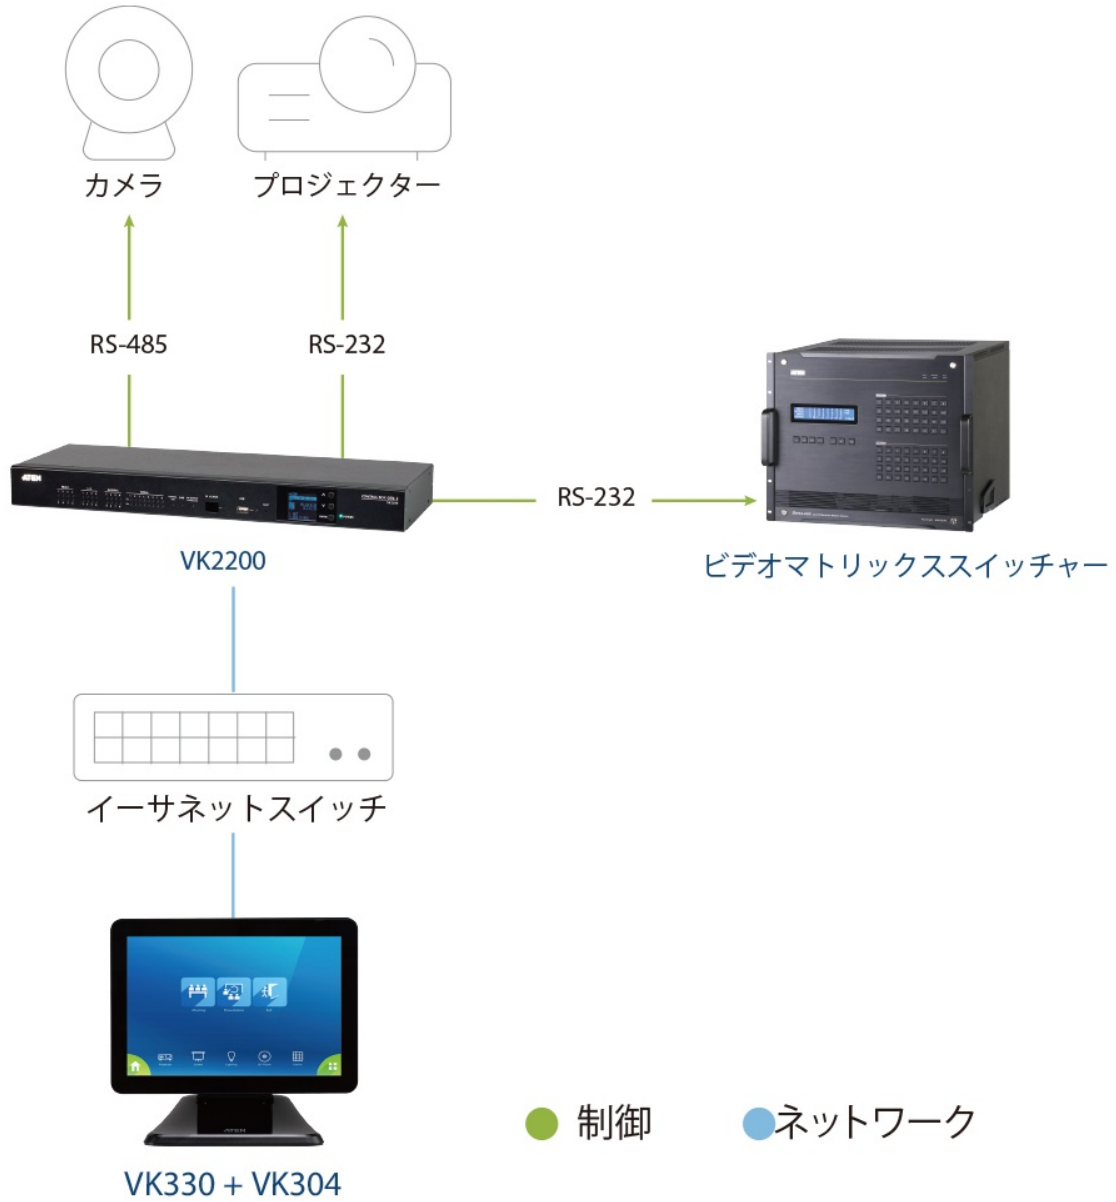 カメラ
プロジェクター
RS-485
RS-232
ATEN
RS-232
VK2200
ビデオマトリックススイッチャー
イーサネットスイッチ
ATEN
制御
ネットワーク
VK330 + VK304